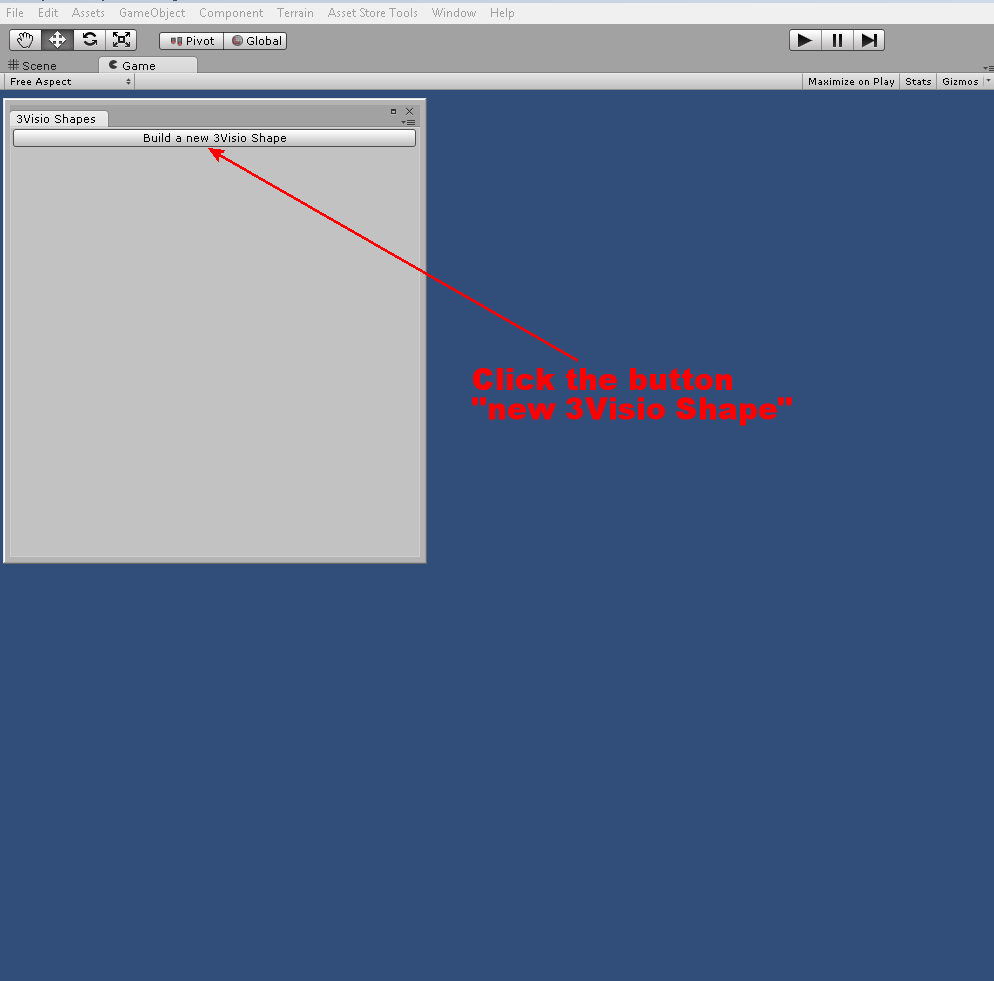 File Edit Assets GameObject Component Terrain Asset Store Tools Window Help
Pivot Global
Scene Game
Free Aspect Maximize on Play Stats Gizmos
3Visio Shapes
Build a new 3Visio Shape
Click the button
"new 3Visio Shape"